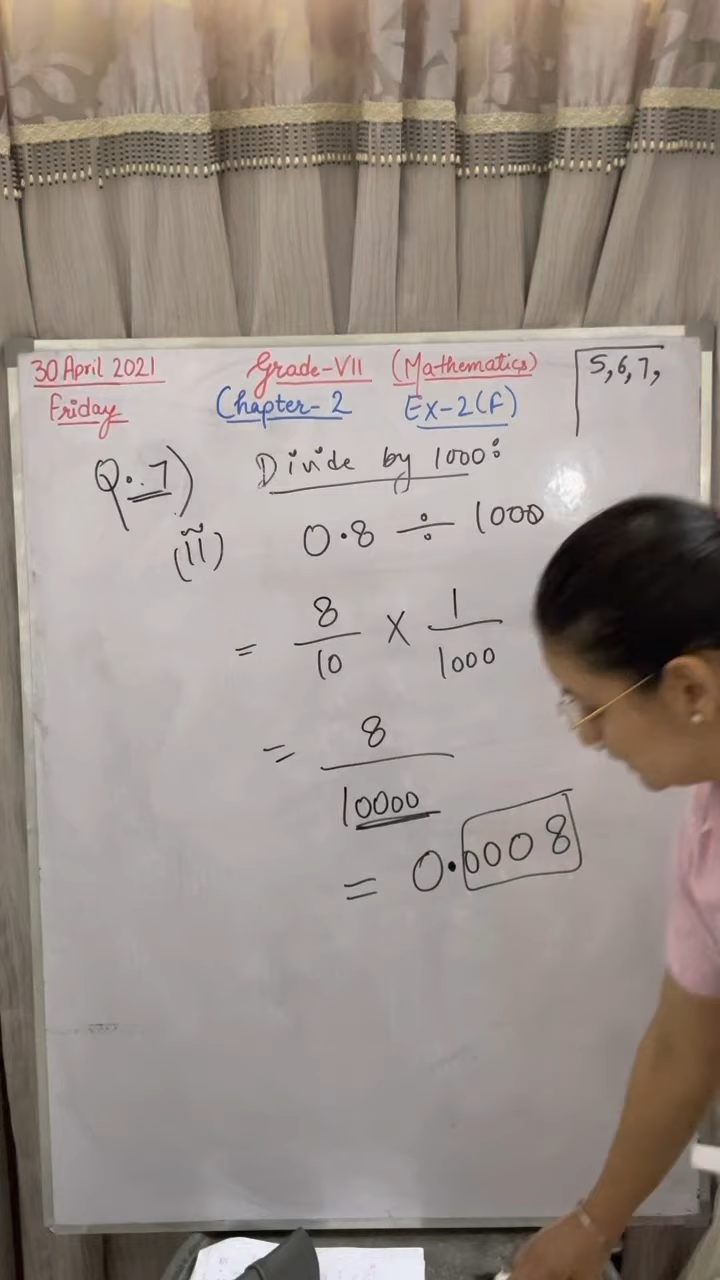 30 April 2021 Grade-VII (Mathematics) 5,6,7,
Friday Chapter-2 Ex-2(F)
Q.7) Divide by 1000:
(ii) 0.8 ÷ 1000
= 8/10 × 1/1000
= 8/10000
= 0.0008